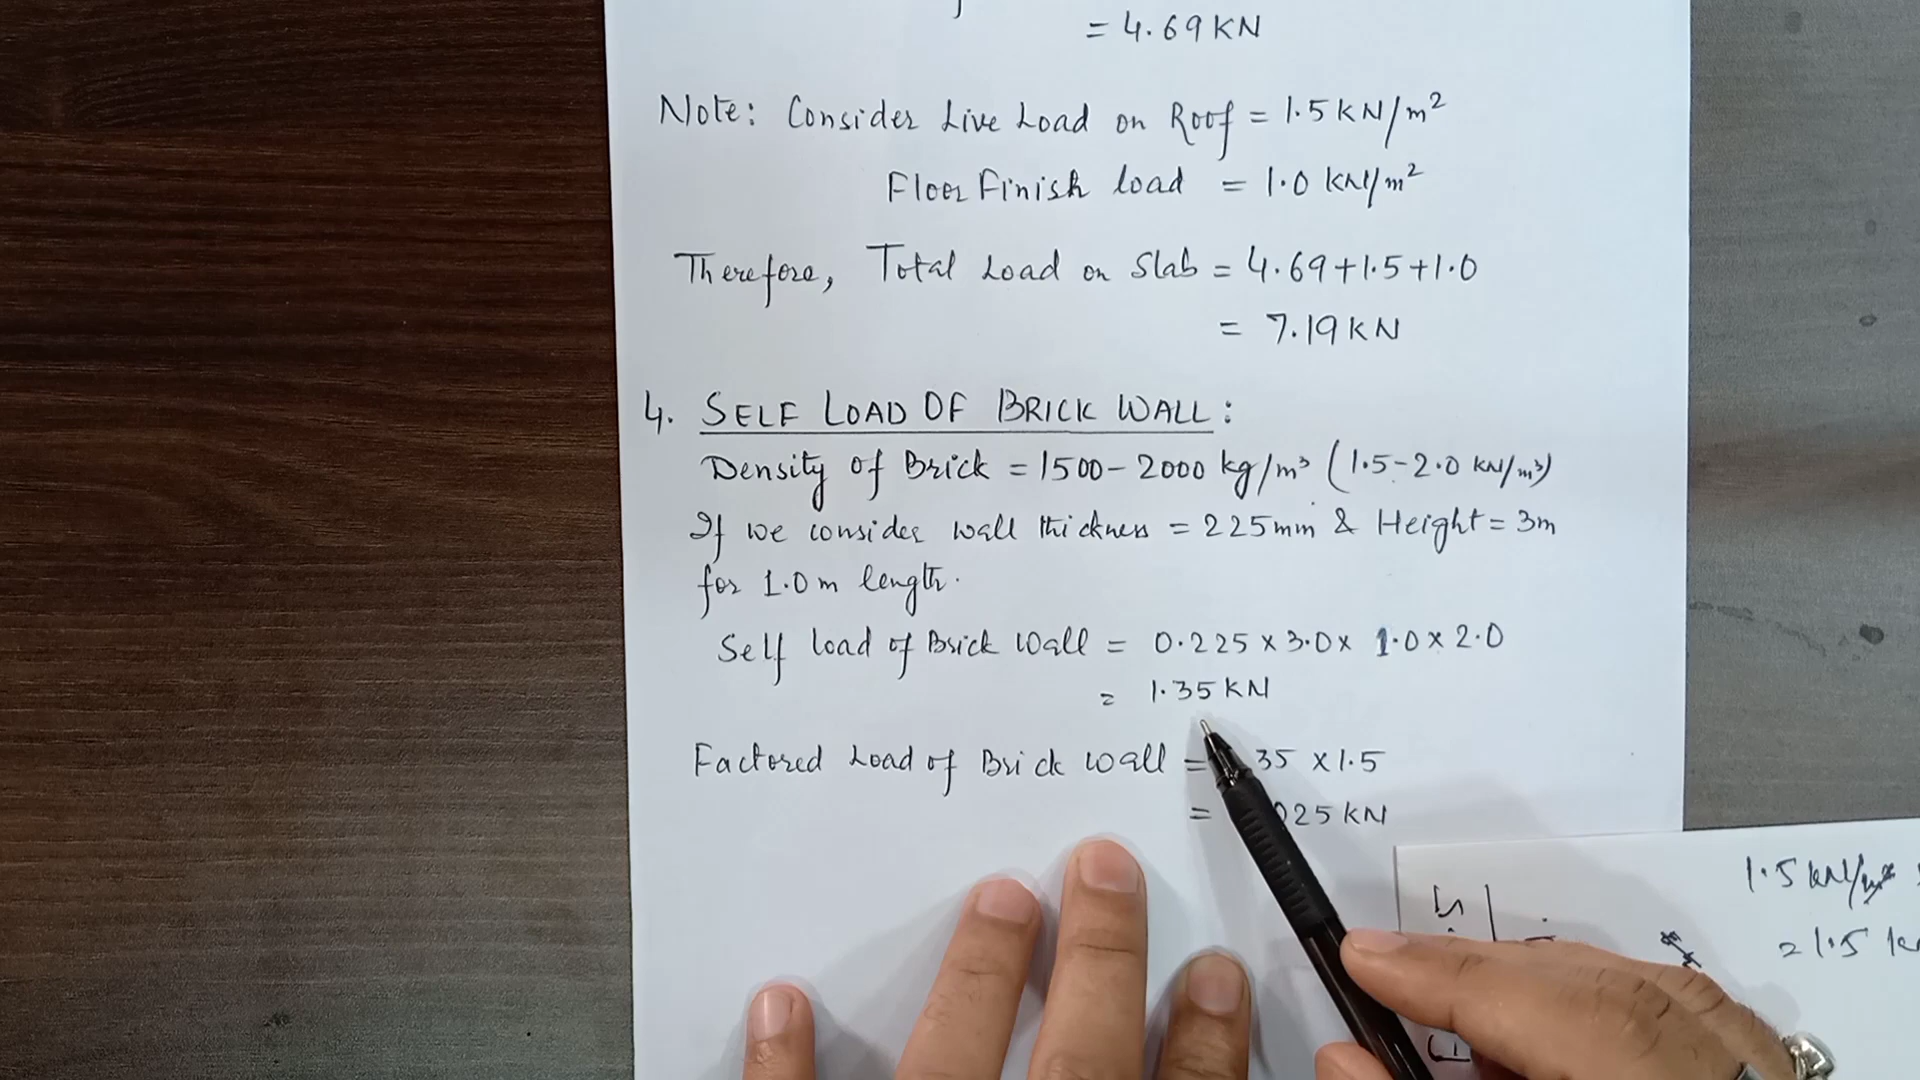 = 4.69 KN
Note: Consider Live Load on Roof = 1.5 KN/m²
Floor Finish load = 1.0 KN/m²
Therefore, Total Load on Slab = 4.69+1.5+1.0
= 7.19 KN
4. SELF LOAD OF BRICK WALL:
Density of Brick = 1500-2000 kg/m³ (1.5-2.0 KN/m³)
If we consider wall thickness = 225mm & Height = 3m
for 1.0 m length.
Self load of Brick Wall = 0.225 x 3.0 x 1.0 x 2.0
= 1.35 KN
Factored Load of Brick Wall = 35 x 1.5
= 025 KN
1.5 kN/
= 1.5